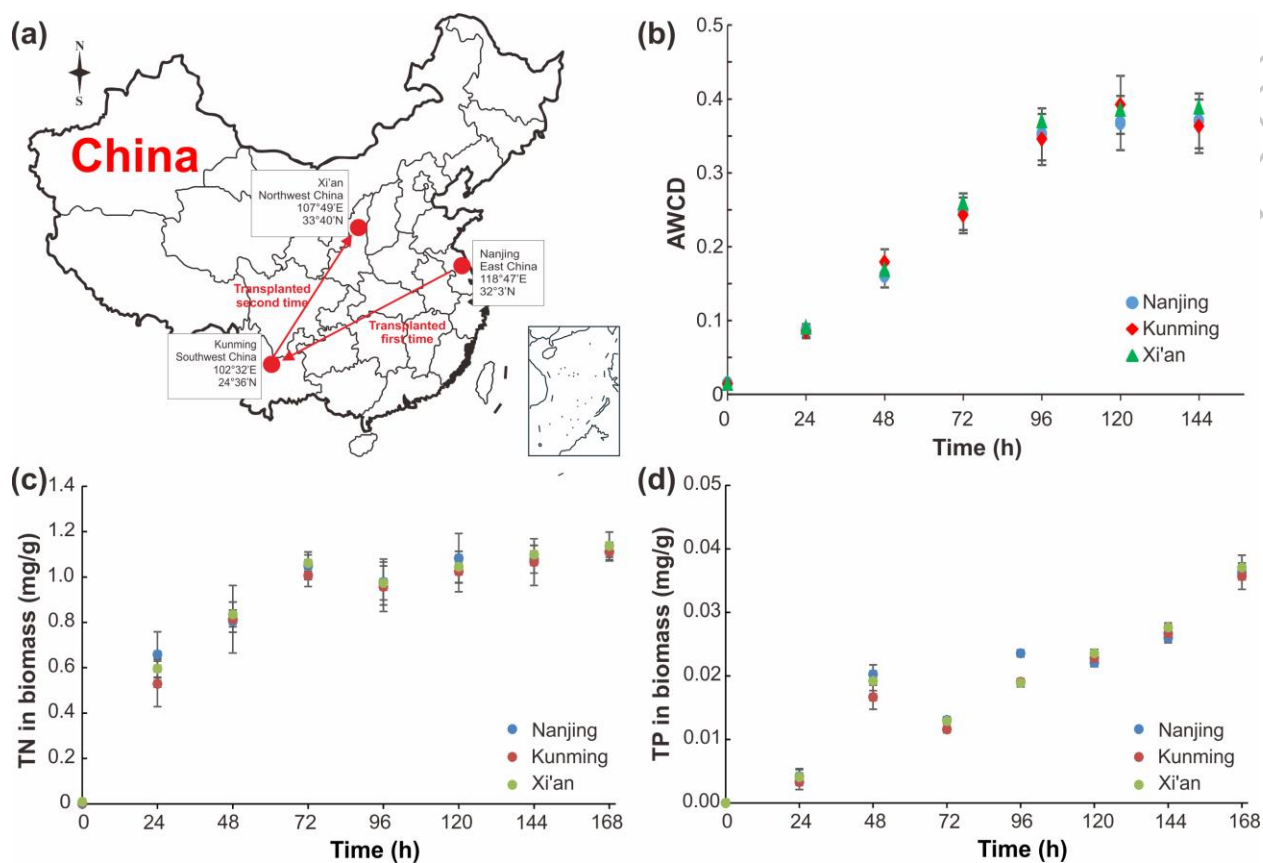 (a)
N
S
China
Xi'an
Northwest China
107°49'E
33°40'N
Nanjing
East China
118°47'E
32°3'N
Transplanted
second time
Transplanted
first time
Kunming
Southwest China
102°32'E
24°36'N
(b)
AWCD
0.5
0.4
0.3
0.2
0.1
0
0 24 48 72 96 120 144
Time (h)
Nanjing
Kunming
Xi'an
(c)
TN in biomass (mg/g)
1.4
1.2
1.0
0.8
0.6
0.4
0.2
0
0 24 48 72 96 120 144 168
Time (h)
Nanjing
Kunming
Xi'an
(d)
TP in biomass (mg/g)
0.05
0.04
0.03
0.02
0.01
0.00
0 24 48 72 96 120 144 168
Time (h)
Nanjing
Kunming
Xi'an